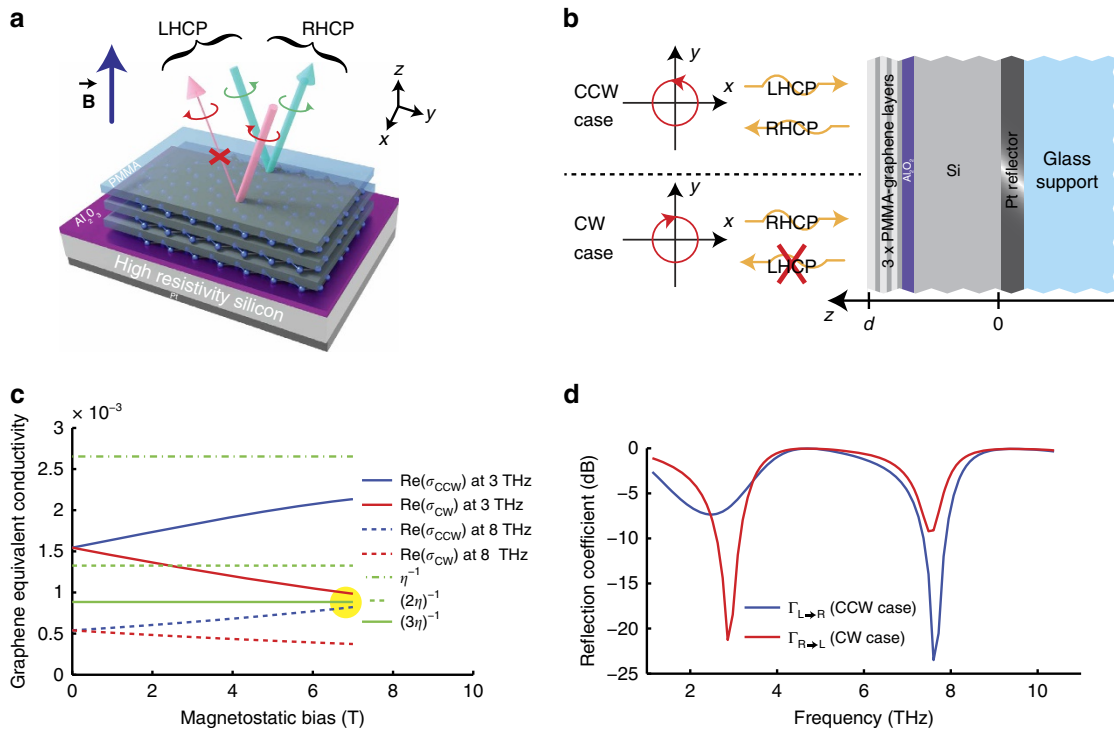 a
LHCP
RHCP
B
z
y
x
PMMA
Al2O3
High resistivity silicon
Pt
b
y
x
CCW
case
LHCP
RHCP
y
x
CW
case
RHCP
LHCP
3 x PMMA-graphene layers
Al2O3
Si
Pt reflector
Glass
support
z
d
0
c
× 10⁻³
Graphene equivalent conductivity
3
2.5
2
1.5
1
0.5
0
0 2 4 6 8
Magnetostatic bias (T)
Re(σCCW) at 3 THz
Re(σCW) at 3 THz
Re(σCCW) at 8 THz
Re(σCW) at 8 THz
η⁻¹
(2η)⁻¹
(3η)⁻¹
d
Reflection coefficient (dB)
0
−5
−10
−15
−20
−25
2 4 6 8 10
Frequency (THz)
ΓL→R (CCW case)
ΓR→L (CW case)